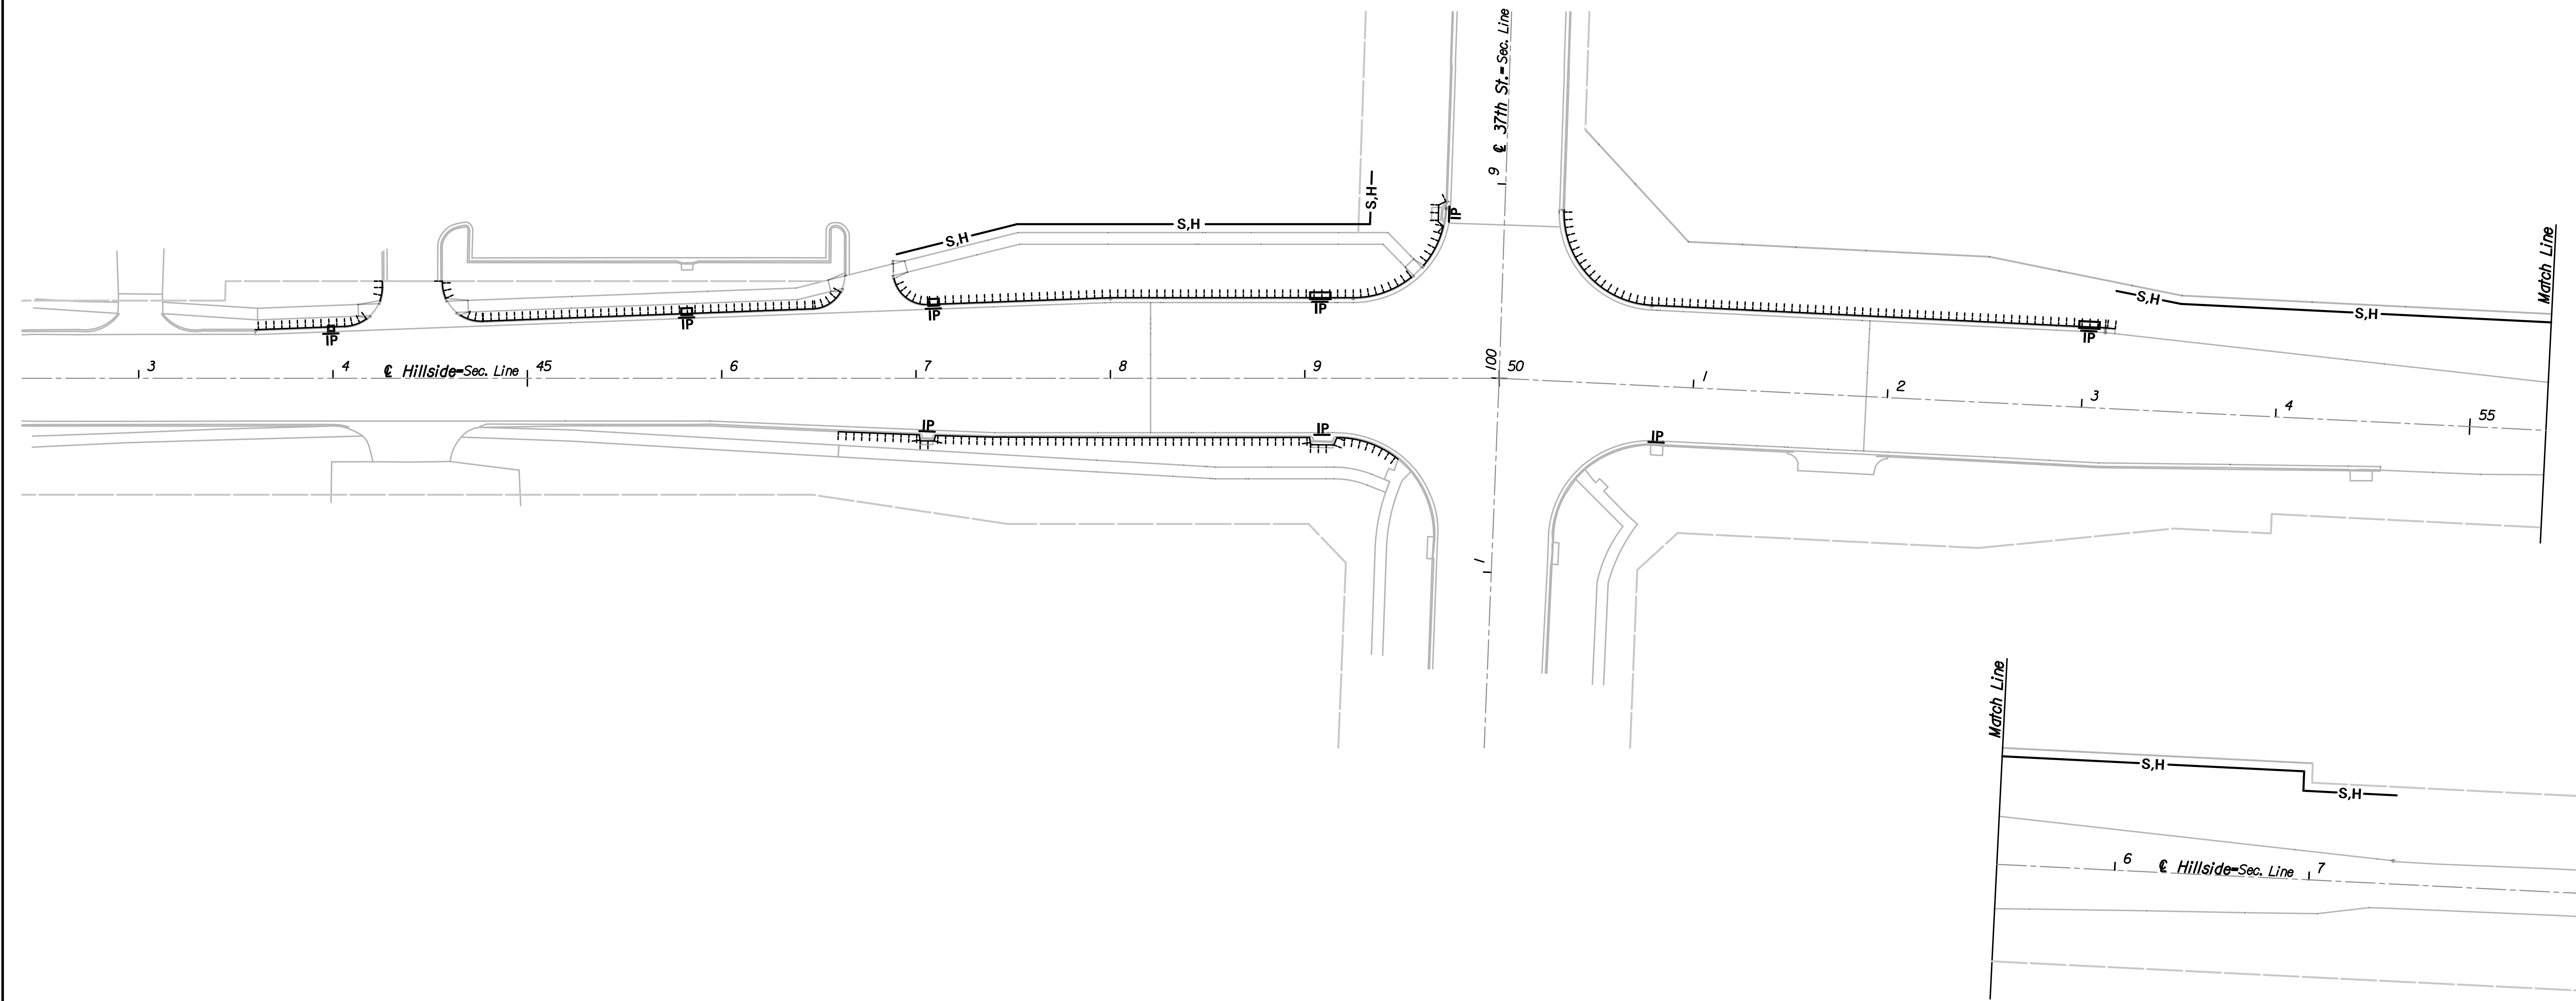 ℄ 37th St.=Sec. Line
9
S,H
S,H
S,H
IP
Match Line
S,H
S,H
IP
IP
IP
IP
IP
3
4
℄ Hillside=Sec. Line
45
6
7
8
9
100
50
1
2
3
4
55
IP
IP
IP
1
Match Line
S,H
S,H
6
℄ Hillside=Sec. Line
7